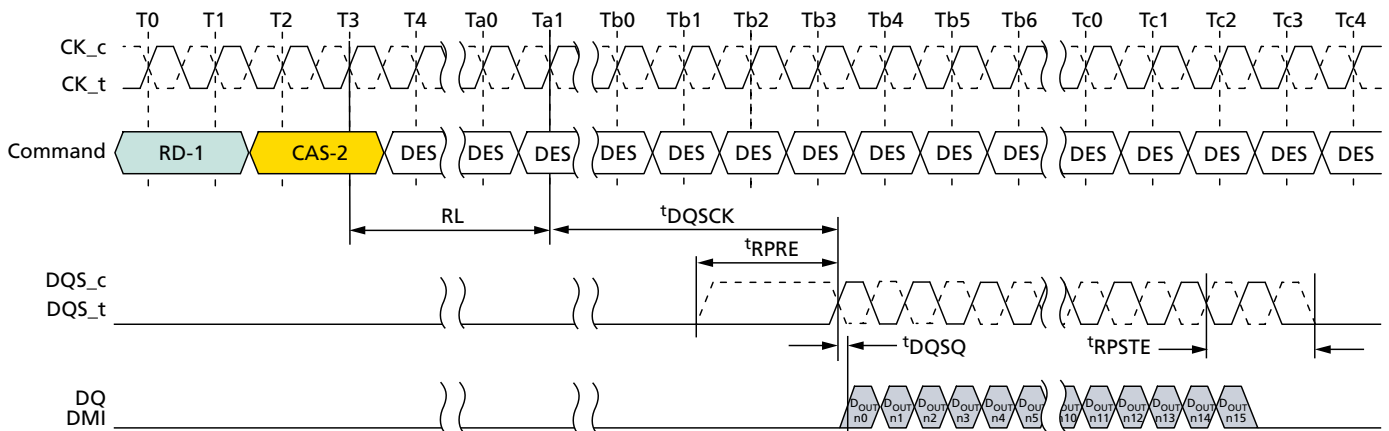 T0 T1 T2 T3 T4 Ta0 Ta1 Tb0 Tb1 Tb2 Tb3 Tb4 Tb5 Tb6 Tc0 Tc1 Tc2 Tc3 Tc4
CK_c
CK_t
Command RD-1 CAS-2 DES DES DES DES DES DES DES DES DES DES DES DES DES DES DES
RL tDQSCK
tRPRE
DQS_c
DQS_t
tDQSQ tRPSTE
DQ
DMI
DOUT n0 DOUT n1 DOUT n2 DOUT n3 DOUT n4 DOUT n5 DOUT n10 DOUT n11 DOUT n12 DOUT n13 DOUT n14 DOUT n15